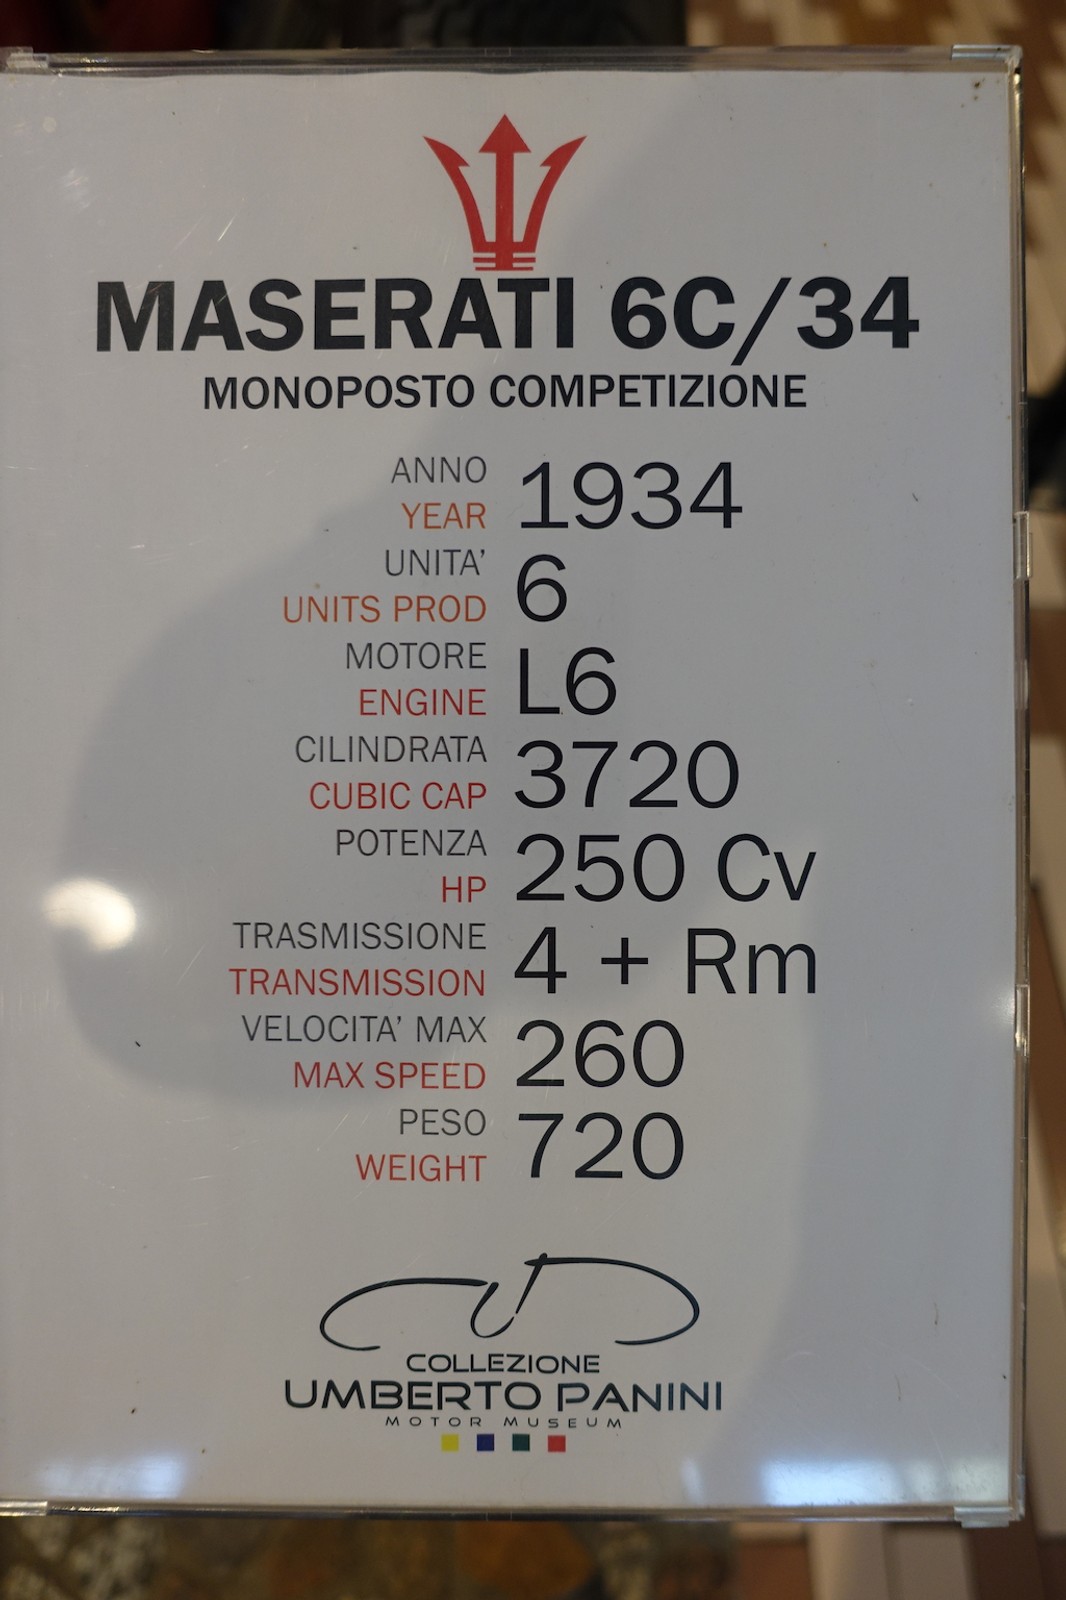 MASERATI 6C/34
MONOPOSTO COMPETIZIONE
ANNO
YEAR 1934
UNITA'
UNITS PROD 6
MOTORE
ENGINE L6
CILINDRATA
CUBIC CAP 3720
POTENZA
HP 250 Cv
TRASMISSIONE
TRANSMISSION 4 + Rm
VELOCITA' MAX
MAX SPEED 260
PESO
WEIGHT 720
COLLEZIONE
UMBERTO PANINI
MOTOR MUSEUM